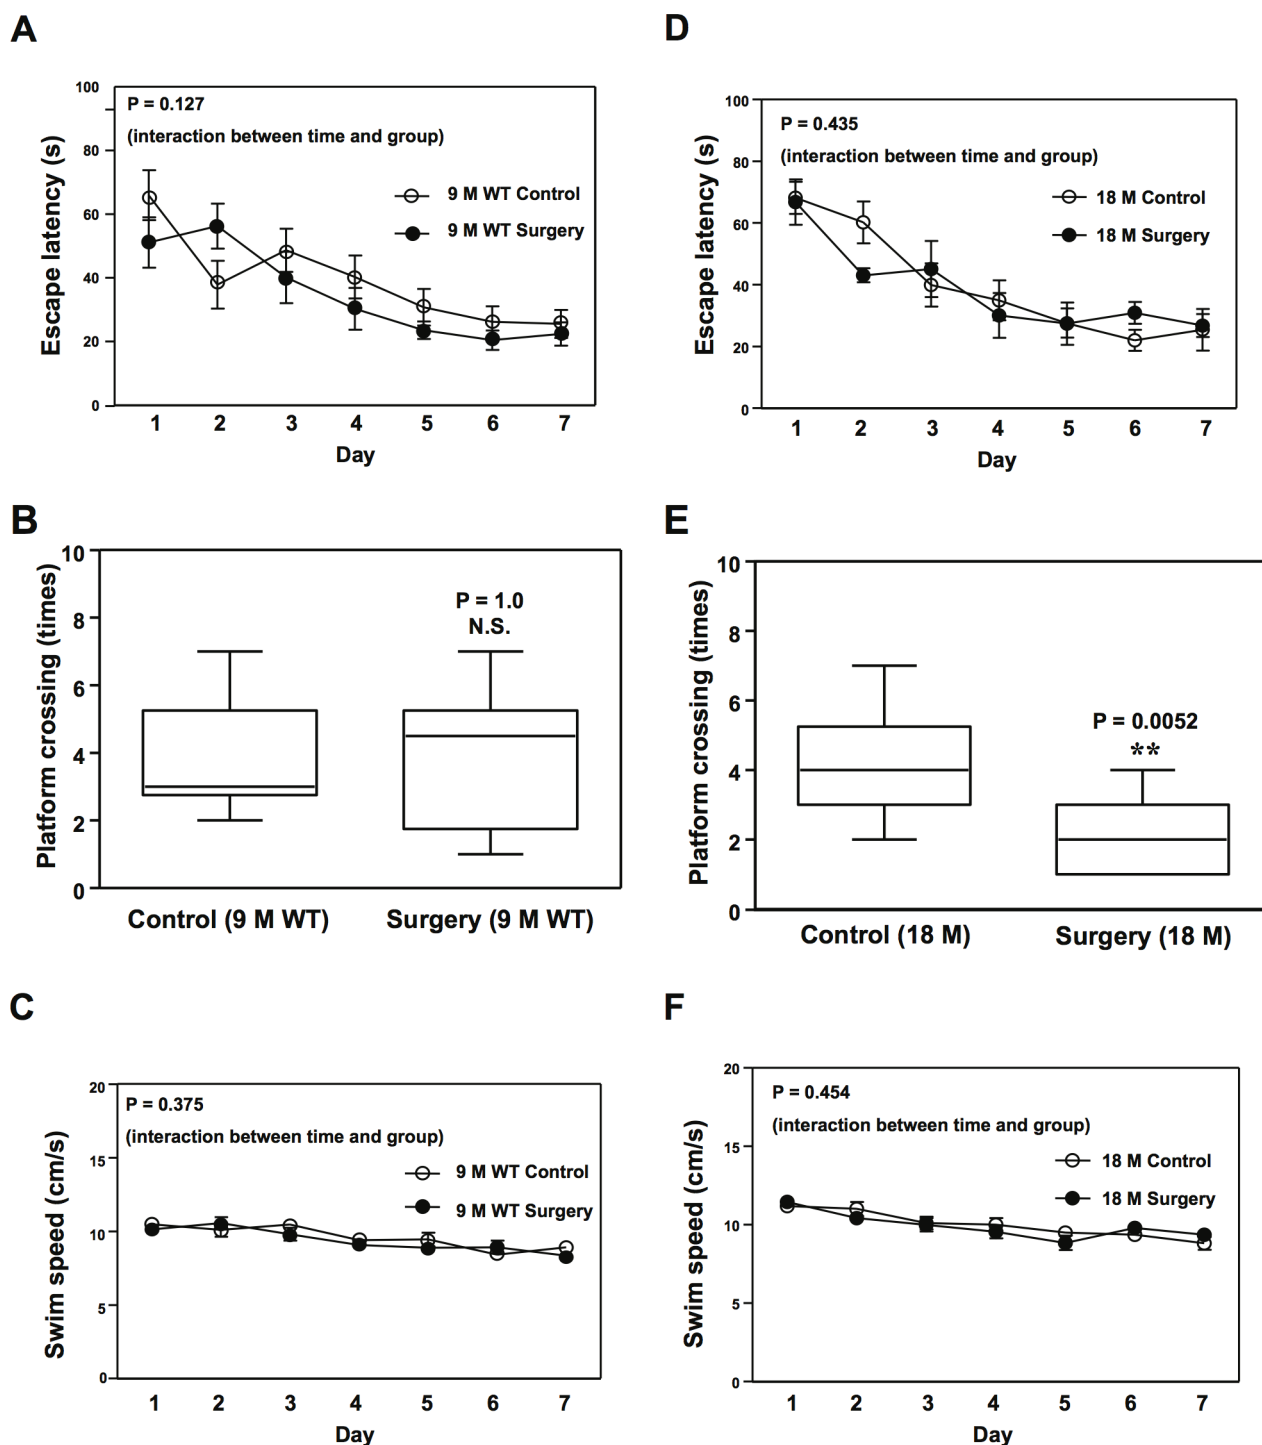 A
100
80
60
40
20
0
Escape latency (s)
P = 0.127
(interaction between time and group)
9 M WT Control
9 M WT Surgery
1 2 3 4 5 6 7
Day
D
100
80
60
40
20
0
Escape latency (s)
P = 0.435
(interaction between time and group)
18 M Control
18 M Surgery
1 2 3 4 5 6 7
Day
B
10
8
6
4
2
0
Platform crossing (times)
P = 1.0
N.S.
Control (9 M WT) Surgery (9 M WT)
E
10
8
6
4
2
0
Platform crossing (times)
P = 0.0052
**
Control (18 M) Surgery (18 M)
C
20
15
10
5
0
Swim speed (cm/s)
P = 0.375
(interaction between time and group)
9 M WT Control
9 M WT Surgery
1 2 3 4 5 6 7
Day
F
20
15
10
5
0
Swim speed (cm/s)
P = 0.454
(interaction between time and group)
18 M Control
18 M Surgery
1 2 3 4 5 6 7
Day